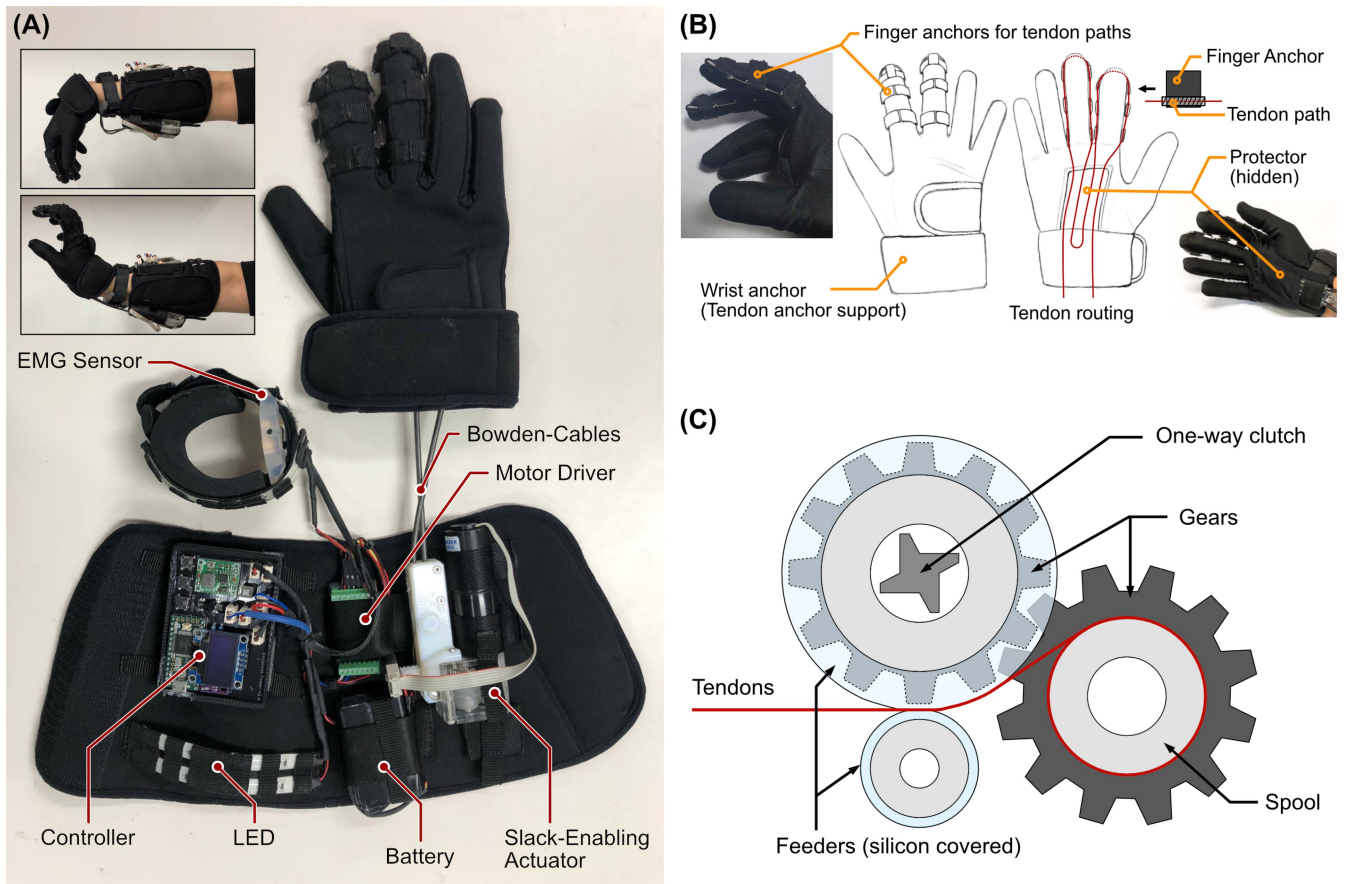 (A)
EMG Sensor
Bowden-Cables
Motor Driver
Controller
LED
Battery
Slack-Enabling
Actuator
(B)
Finger anchors for tendon paths
Finger Anchor
Tendon path
Protector
(hidden)
Wrist anchor
(Tendon anchor support)
Tendon routing
(C)
One-way clutch
Gears
Tendons
Spool
Feeders (silicon covered)